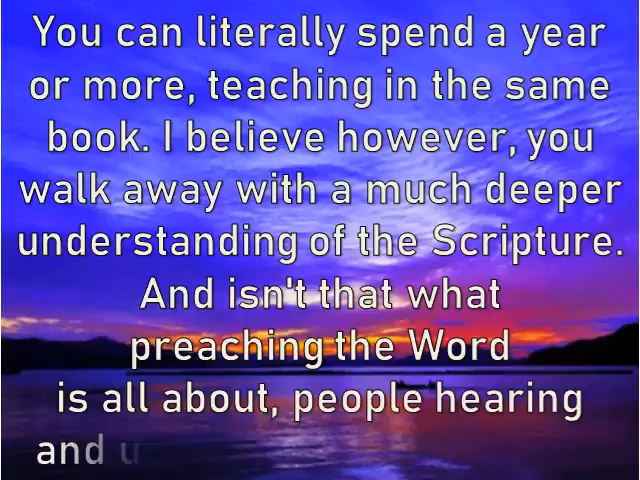 You can literally spend a year
or more, teaching in the same
book. I believe however, you
walk away with a much deeper
understanding of the Scripture.
And isn't that what
preaching the Word
is all about, people hearing
and u